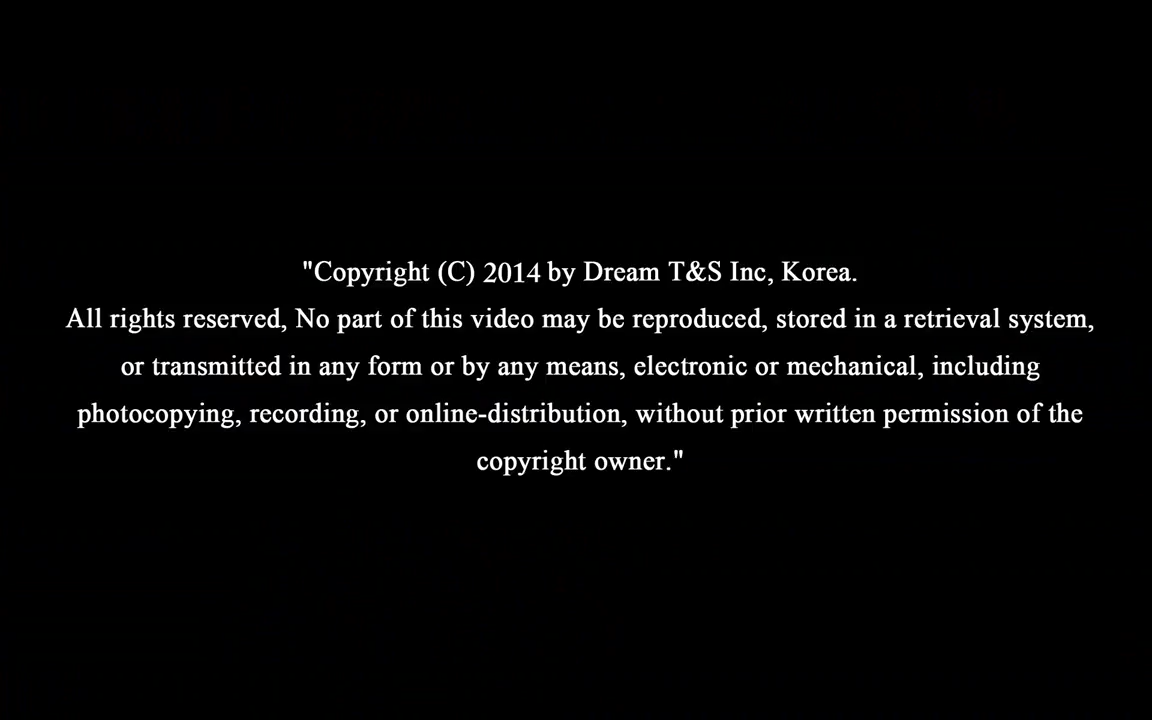 "Copyright (C) 2014 by Dream T&S Inc, Korea.
All rights reserved, No part of this video may be reproduced, stored in a retrieval system,
or transmitted in any form or by any means, electronic or mechanical, including
photocopying, recording, or online-distribution, without prior written permission of the
copyright owner."